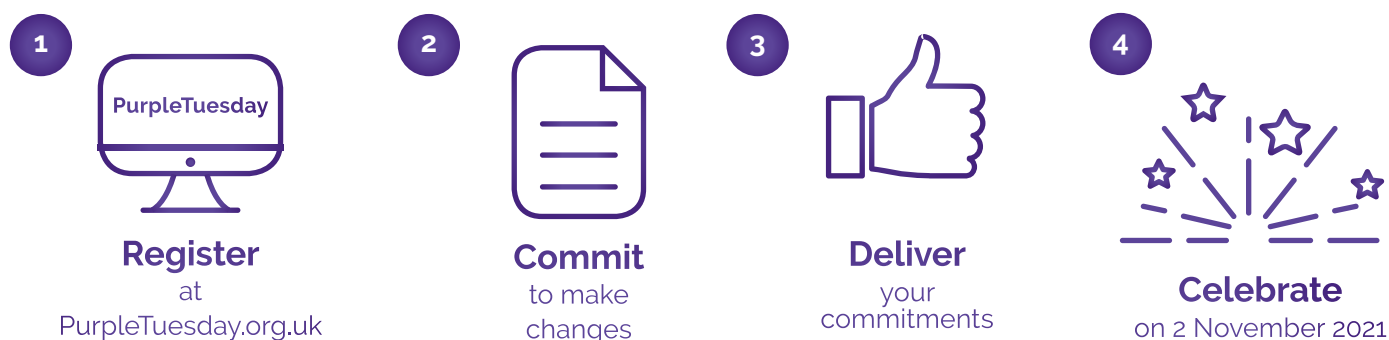 1
PurpleTuesday
Register
at
PurpleTuesday.org.uk
2
Commit
to make
changes
3
Deliver
your
commitments
4
Celebrate
on 2 November 2021